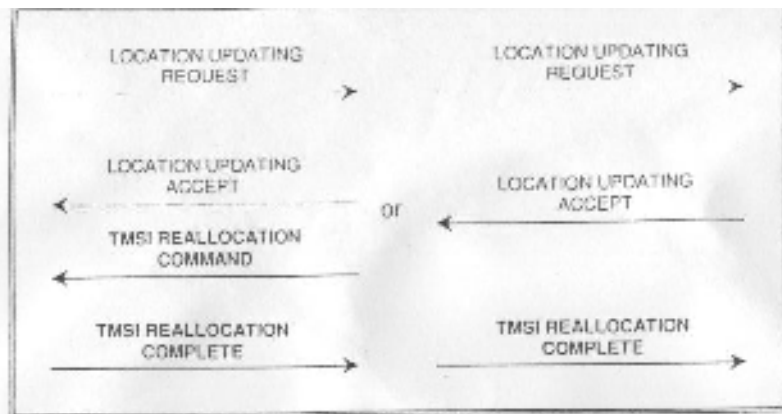 LOCATION UPDATING
REQUEST
LOCATION UPDATING
ACCEPT
TMSI REALLOCATION
COMMAND
TMSI REALLOCATION
COMPLETE
or
LOCATION UPDATING
REQUEST
LOCATION UPDATING
ACCEPT
TMSI REALLOCATION
COMPLETE